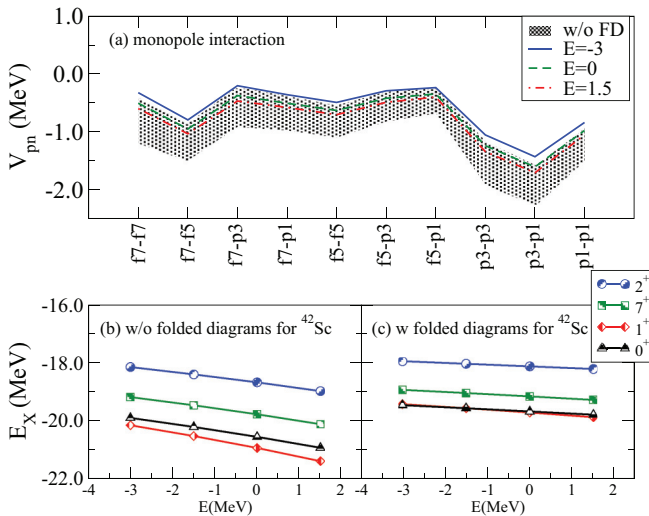 1.0
(a) monopole interaction
w/o FD
E=-3
E=0
E=1.5
0.0
-1.0
-2.0
V_pn (MeV)
f7-f7
f7-f5
f7-p3
f7-p1
f5-f5
f5-p3
f5-p1
p3-p3
p3-p1
p1-p1
2⁺
7⁺
1⁺
0⁺
-16.0
(b) w/o folded diagrams for ⁴²Sc
(c) w folded diagrams for ⁴²Sc
-18.0
-20.0
-22.0
E_X (MeV)
-4 -3 -2 -1 0 1 2
-4 -3 -2 -1 0 1 2
E(MeV)
E(MeV)